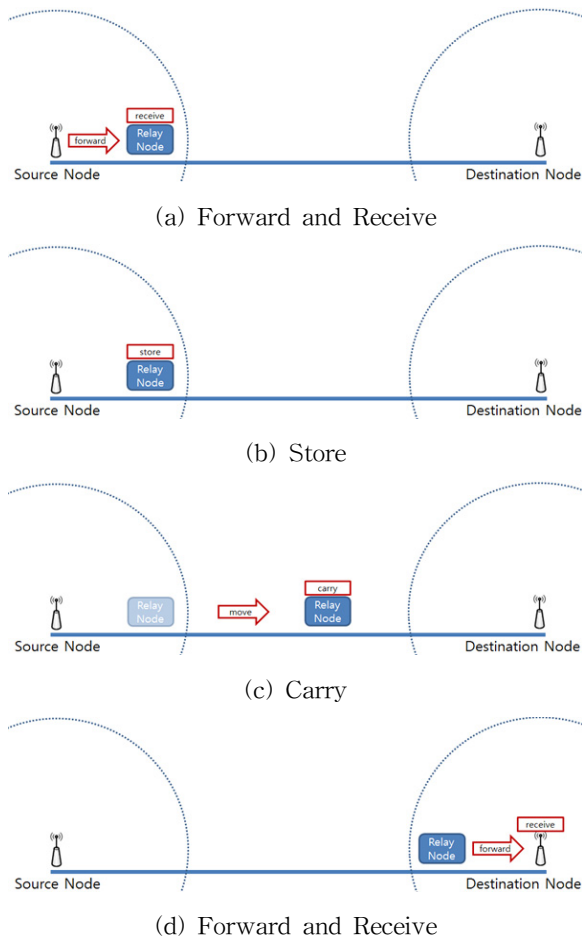 receive
forward
Relay
Node
Source Node
Destination Node
(a) Forward and Receive
store
Relay
Node
Source Node
Destination Node
(b) Store
carry
Relay
Node
move
Relay
Node
Source Node
Destination Node
(c) Carry
receive
Relay
Node
forward
Source Node
Destination Node
(d) Forward and Receive